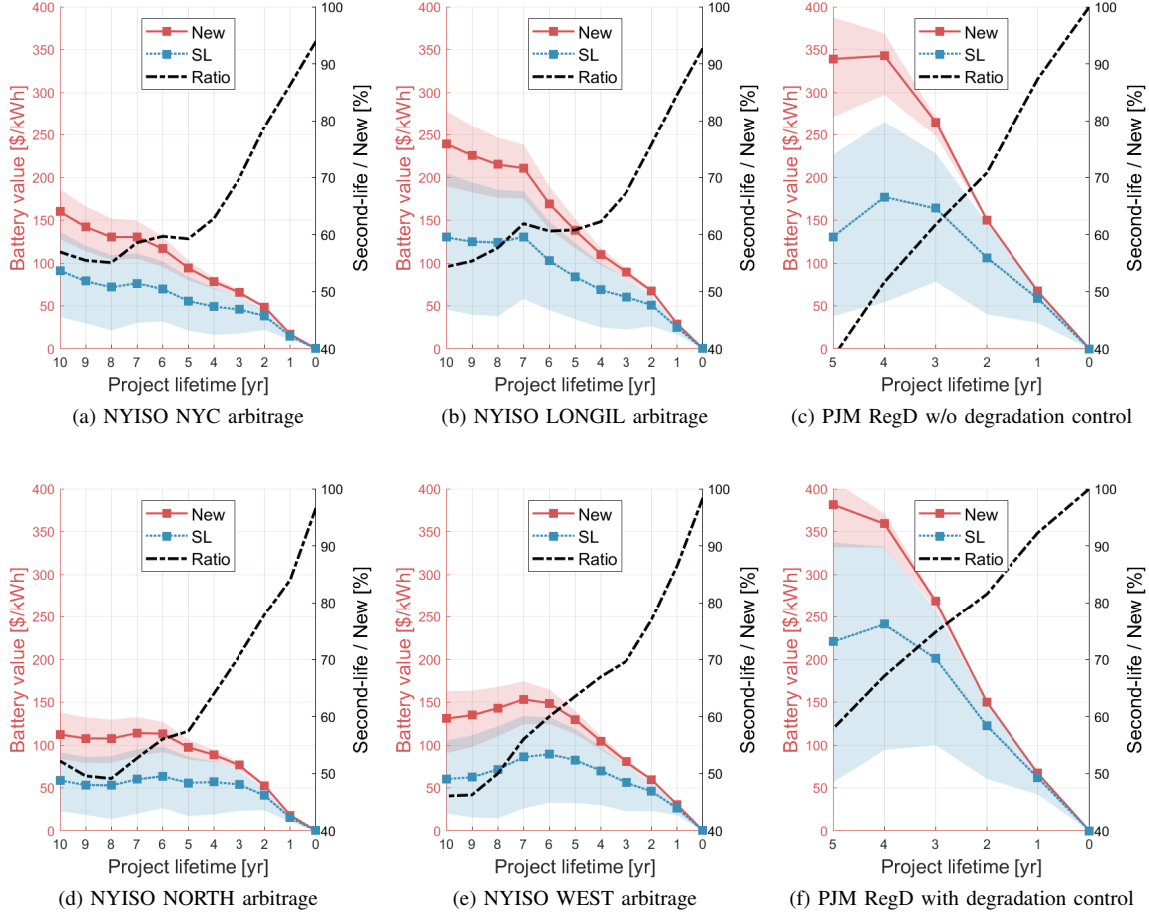 400
350
300
250
200
150
100
50
0
Battery value [$/kWh]
New
SL
Ratio
100
90
80
70
60
50
40
Second-life / New [%]
10 9 8 7 6 5 4 3 2 1 0
Project lifetime [yr]
(a) NYISO NYC arbitrage
400
350
300
250
200
150
100
50
0
Battery value [$/kWh]
New
SL
Ratio
100
90
80
70
60
50
40
Second-life / New [%]
10 9 8 7 6 5 4 3 2 1 0
Project lifetime [yr]
(b) NYISO LONGIL arbitrage
400
350
300
250
200
150
100
50
0
Battery value [$/kWh]
New
SL
Ratio
100
90
80
70
60
50
40
Second-life / New [%]
5 4 3 2 1 0
Project lifetime [yr]
(c) PJM RegD w/o degradation control
400
350
300
250
200
150
100
50
0
Battery value [$/kWh]
New
SL
Ratio
100
90
80
70
60
50
40
Second-life / New [%]
10 9 8 7 6 5 4 3 2 1 0
Project lifetime [yr]
(d) NYISO NORTH arbitrage
400
350
300
250
200
150
100
50
0
Battery value [$/kWh]
New
SL
Ratio
100
90
80
70
60
50
40
Second-life / New [%]
10 9 8 7 6 5 4 3 2 1 0
Project lifetime [yr]
(e) NYISO WEST arbitrage
400
350
300
250
200
150
100
50
0
Battery value [$/kWh]
New
SL
Ratio
100
90
80
70
60
50
40
Second-life / New [%]
5 4 3 2 1 0
Project lifetime [yr]
(f) PJM RegD with degradation control